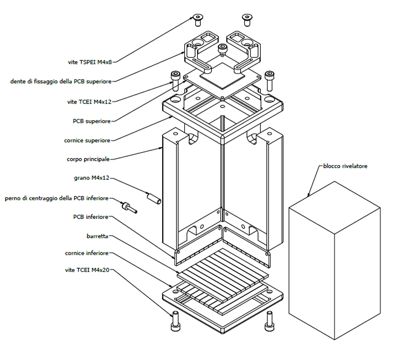 vite TSPEI M4x8
dente di fissaggio della PCB superiore
vite TCEI M4x12
PCB superiore
cornice superiore
corpo principale
blocco rivelatore
grano M4x12
perno di centraggio della PCB inferiore
PCB inferiore
barretta
cornice inferiore
vite TCEI M4x20